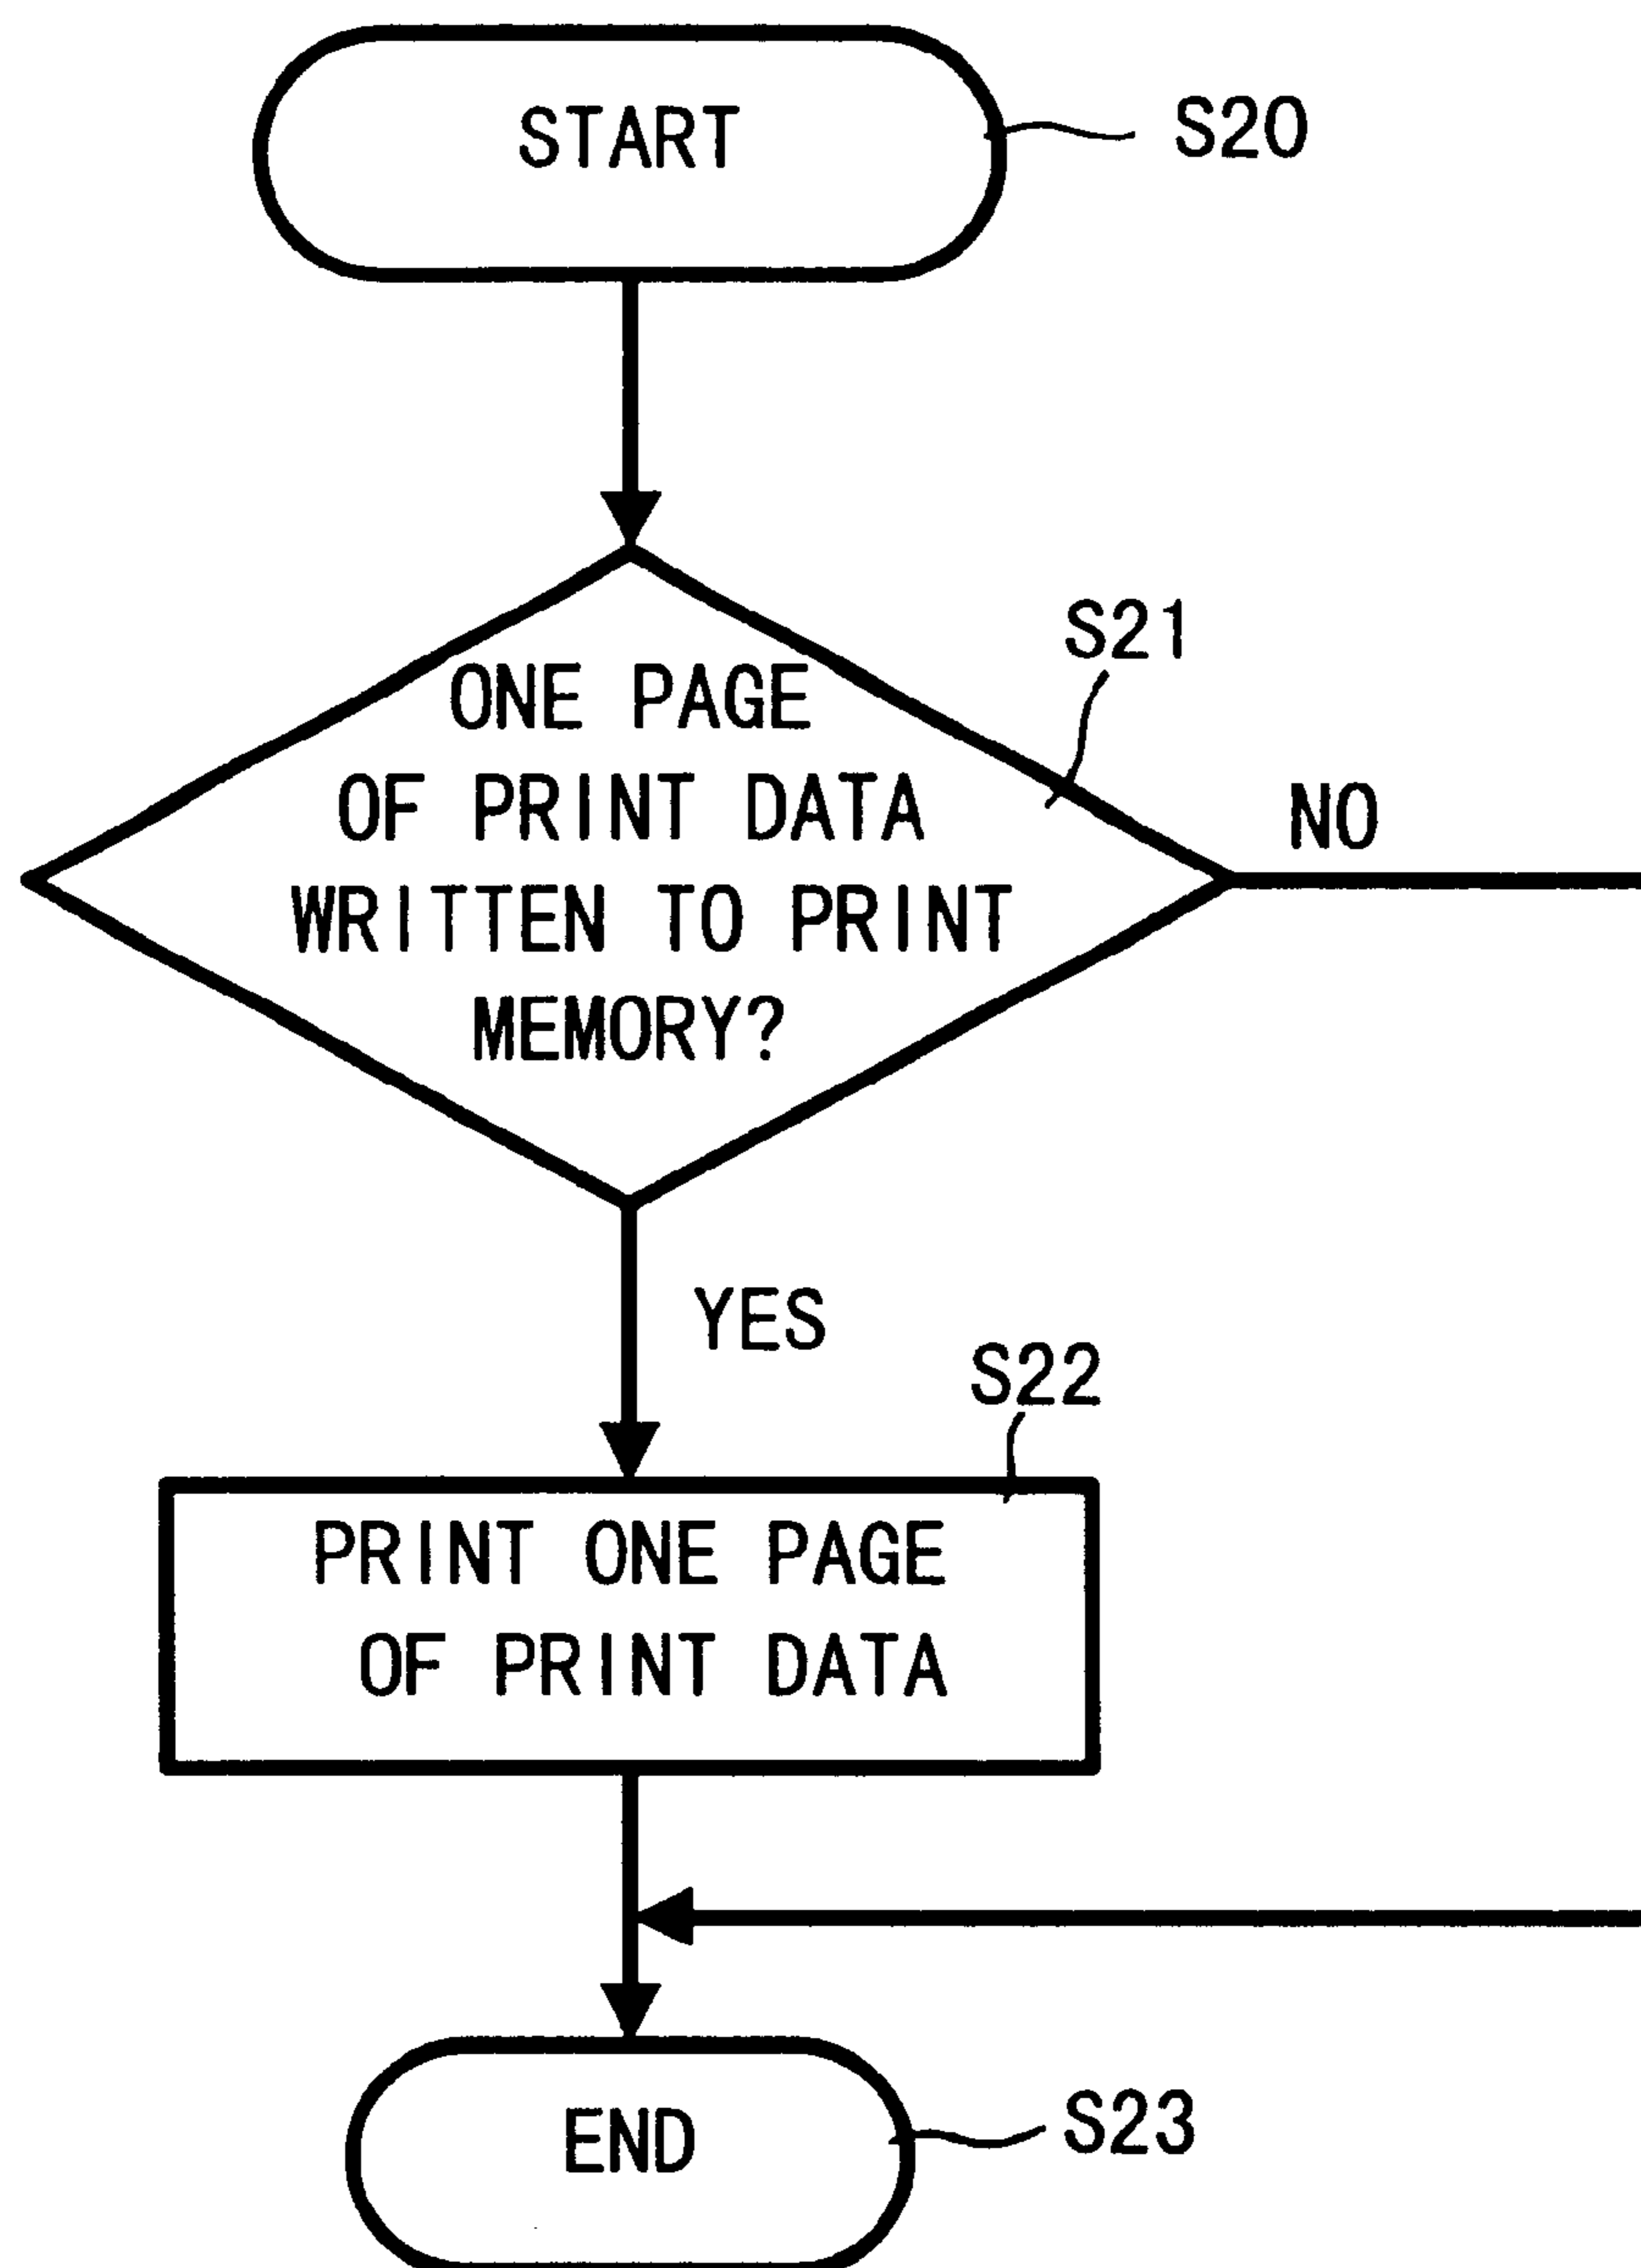 START
S20
S21
ONE PAGE
OF PRINT DATA
WRITTEN TO PRINT
MEMORY?
NO
YES
S22
PRINT ONE PAGE
OF PRINT DATA
END
S23